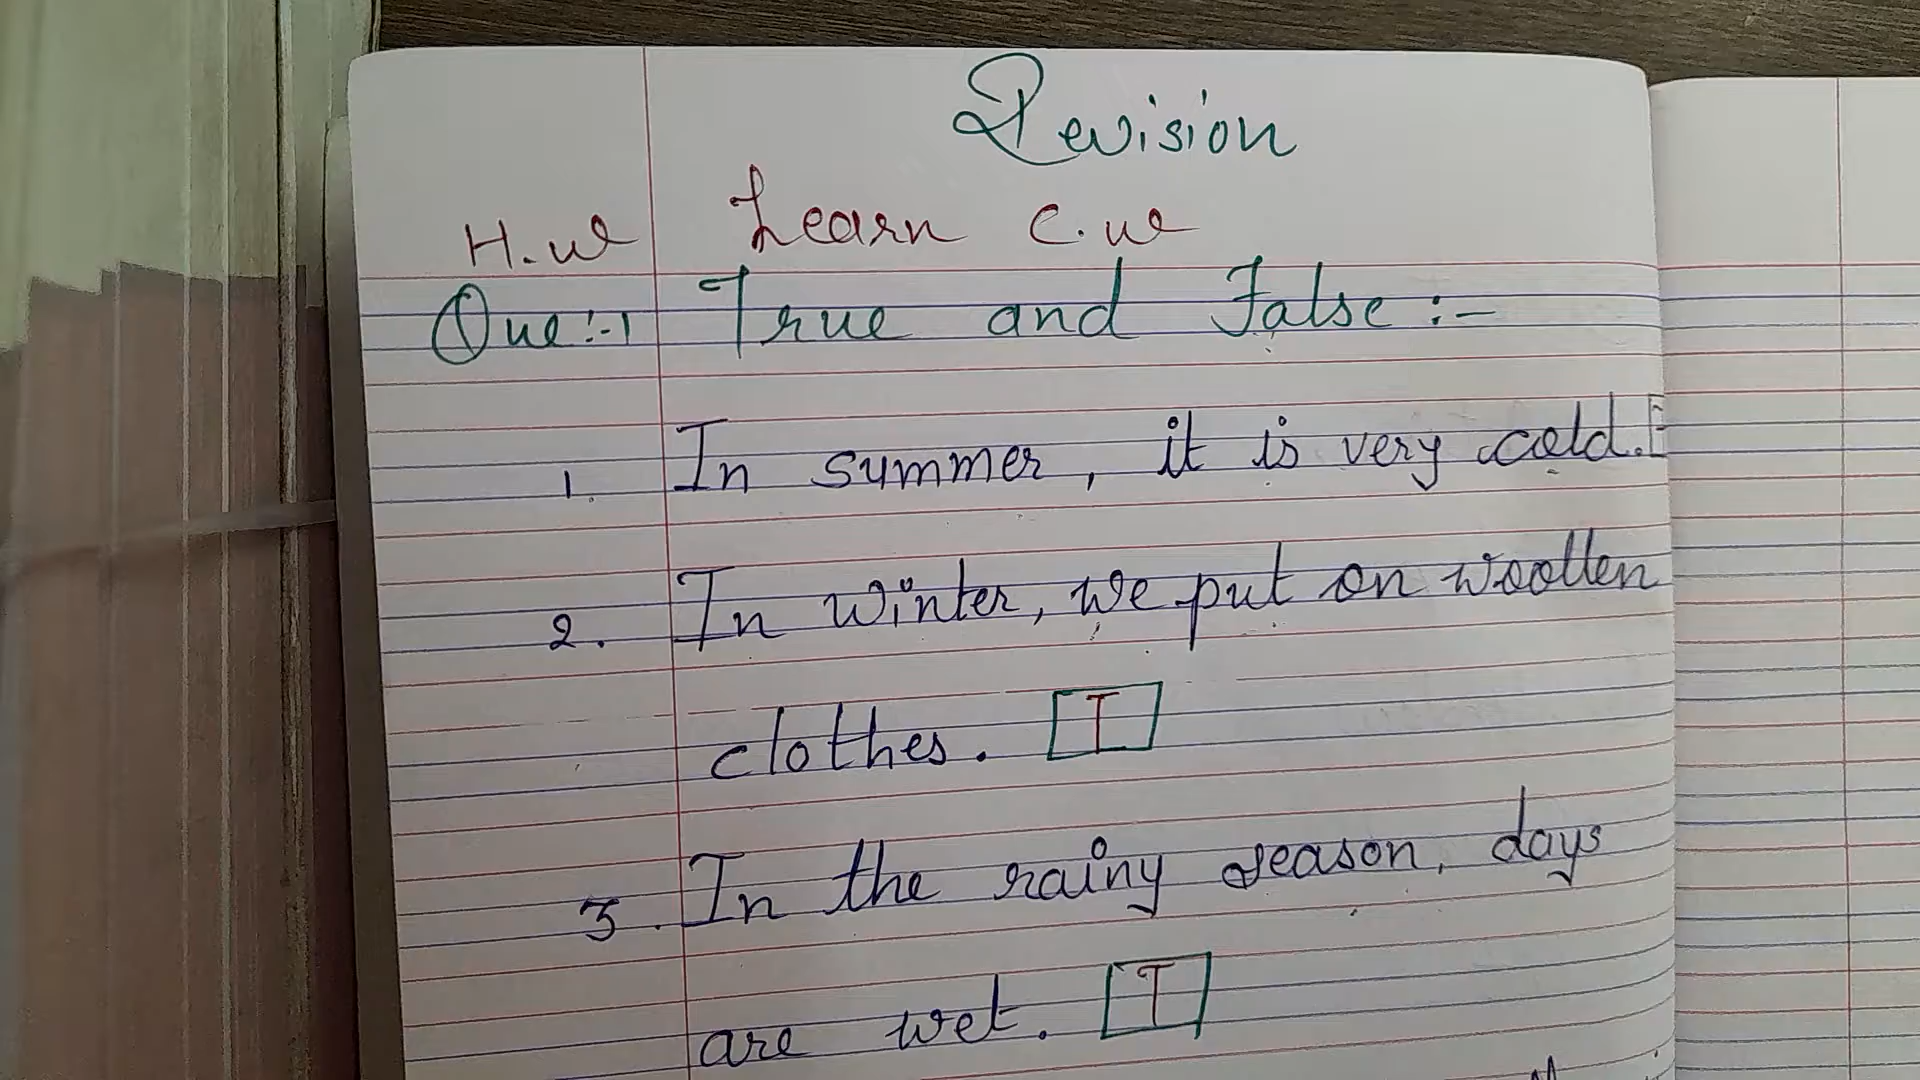 Revision
H.w Learn C.w
Que:-1 True and False :-
1. In summer, it is very cold.
2. In winter, we put on woollen
clothes. T
3. In the rainy season, days
are wet. T